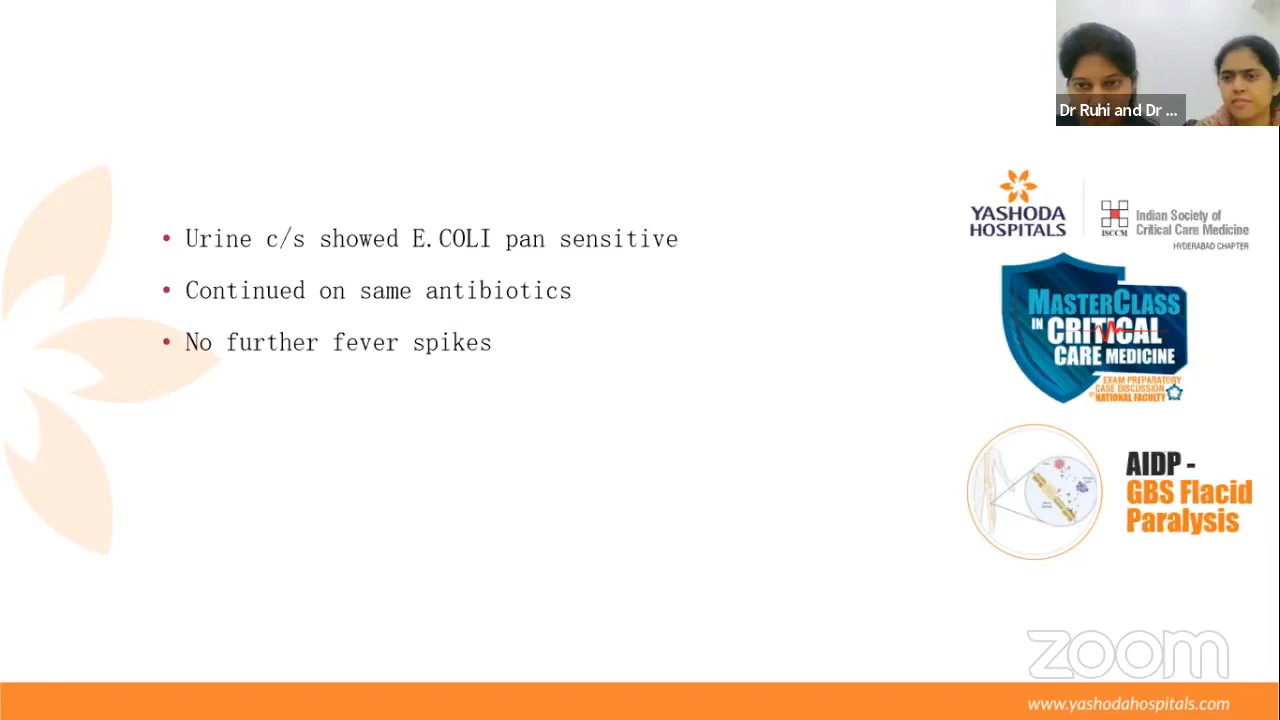 Dr Ruhi and Dr ...
• Urine c/s showed E.COLI pan sensitive
• Continued on same antibiotics
• No further fever spikes
YASHODA
HOSPITALS
ISCCM
Indian Society of
Critical Care Medicine
HYDERABAD CHAPTER
MASTERCLASS
IN CRITICAL
CARE MEDICINE
EXAM PREPARATORY
CASE DISCUSSION
NATIONAL FACULTY
AIDP -
GBS Flacid
Paralysis
zoom
www.yashodahospitals.com